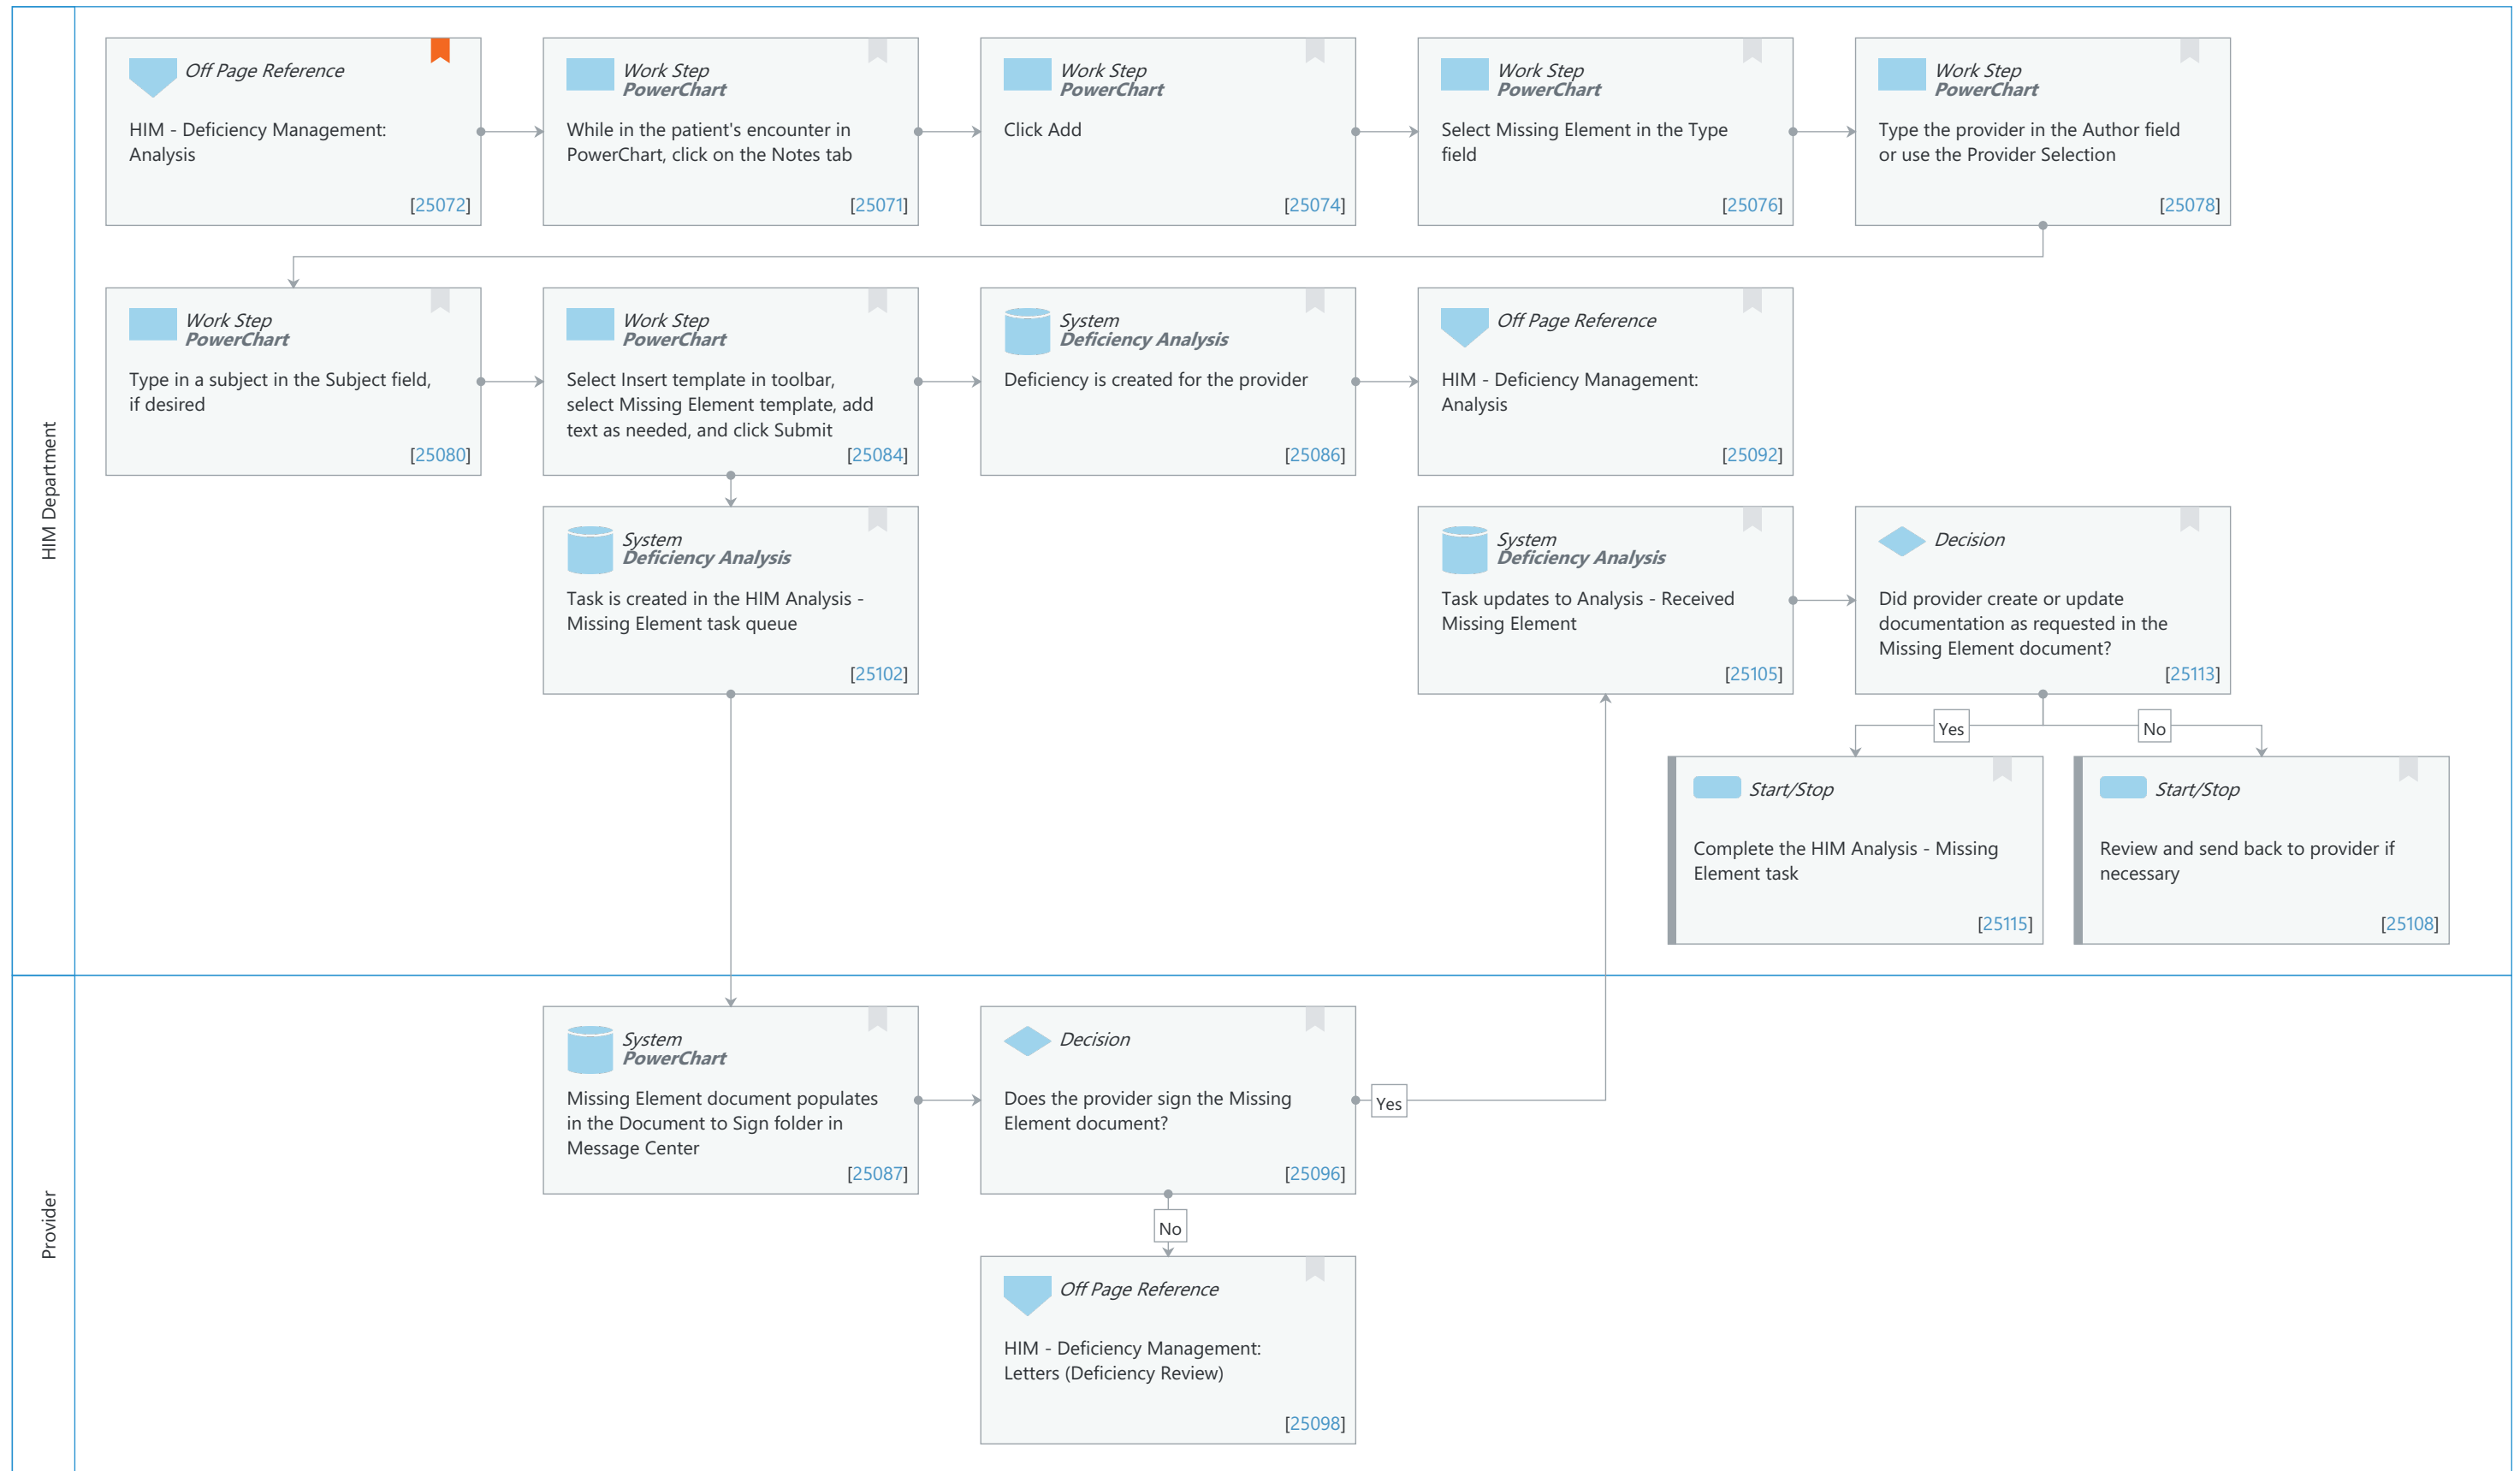 HIM Department
Off Page Reference
HIM - Deficiency Management:
Analysis
[25072]
Work Step
PowerChart
While in the patient's encounter in
PowerChart, click on the Notes tab
[25071]
Work Step
PowerChart
Click Add
[25074]
Work Step
PowerChart
Select Missing Element in the Type
field
[25076]
Work Step
PowerChart
Type the provider in the Author field
or use the Provider Selection
[25078]
Work Step
PowerChart
Type in a subject in the Subject field,
if desired
[25080]
Work Step
PowerChart
Select Insert template in toolbar,
select Missing Element template, add
text as needed, and click Submit
[25084]
System
Deficiency Analysis
Deficiency is created for the provider
[25086]
Off Page Reference
HIM - Deficiency Management:
Analysis
[25092]
System
Deficiency Analysis
Task is created in the HIM Analysis -
Missing Element task queue
[25102]
System
Deficiency Analysis
Task updates to Analysis - Received
Missing Element
[25105]
Decision
Did provider create or update
documentation as requested in the
Missing Element document?
[25113]
Yes
No
Start/Stop
Complete the HIM Analysis - Missing
Element task
[25115]
Start/Stop
Review and send back to provider if
necessary
[25108]
Provider
System
PowerChart
Missing Element document populates
in the Document to Sign folder in
Message Center
[25087]
Decision
Does the provider sign the Missing
Element document?
[25096]
Yes
No
Off Page Reference
HIM - Deficiency Management:
Letters (Deficiency Review)
[25098]